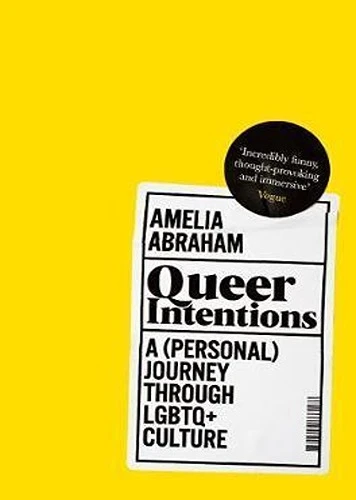 'Incredibly funny,
thought-provoking
and immersive'
Vogue
AMELIA
ABRAHAM
Queer
Intentions
A (PERSONAL)
JOURNEY
THROUGH
LGBTQ+
CULTURE